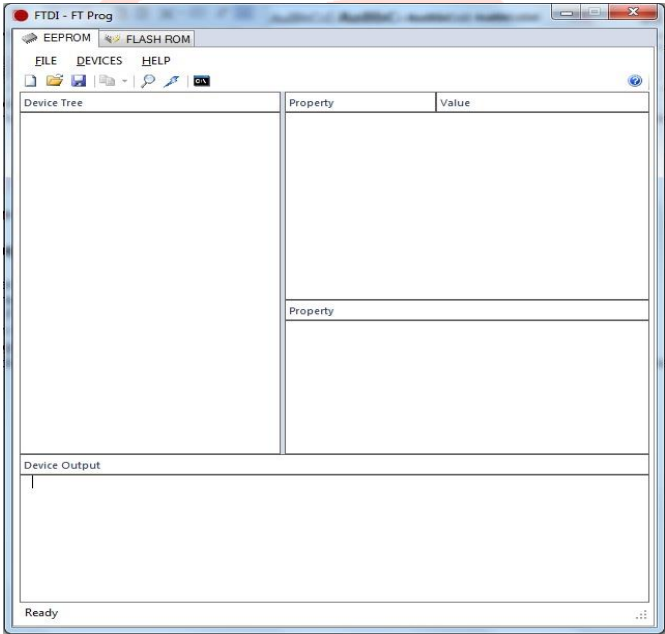 FTDI - FT Prog
EEPROM FLASH ROM
FILE DEVICES HELP
C:\
Device Tree Property Value
Property
Device Output
Ready